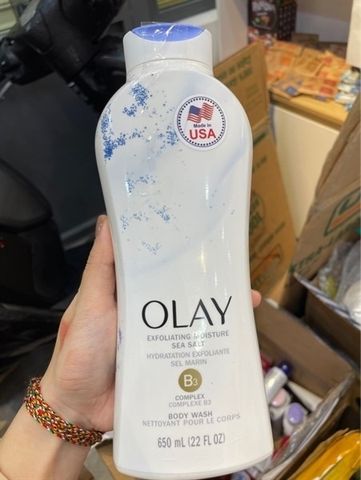 Made in
USA
OLAY
EXFOLIATING MOISTURE
SEA SALT
HYDRATATION EXFOLIANTE
SEL MARIN
B3
COMPLEX
COMPLEXE B3
BODY WASH
NETTOYANT POUR LE CORPS
650 mL (22 FL OZ)